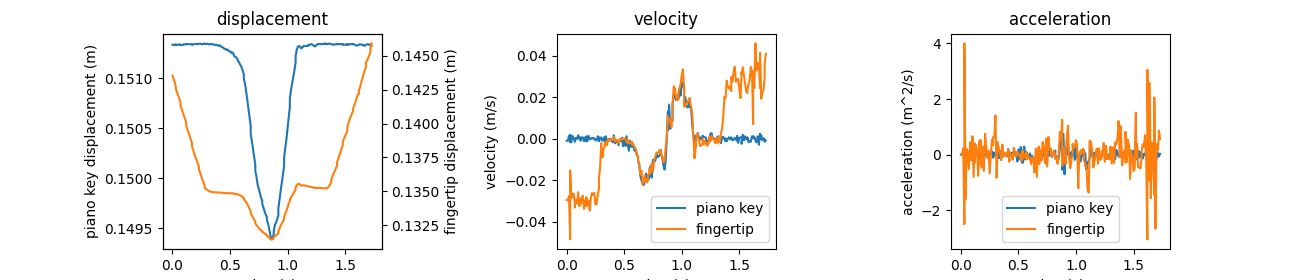 displacement
piano key displacement (m)
0.1510
0.1505
0.1500
0.1495
0.0
0.5
1.0
1.5
0.1450
0.1425
0.1400
0.1375
0.1350
0.1325
fingertip displacement (m)
velocity
velocity (m/s)
0.04
0.02
0.00
−0.02
−0.04
0.0
0.5
1.0
1.5
piano key
fingertip
acceleration
acceleration (m^2/s)
4
2
0
−2
0.0
0.5
1.0
1.5
piano key
fingertip